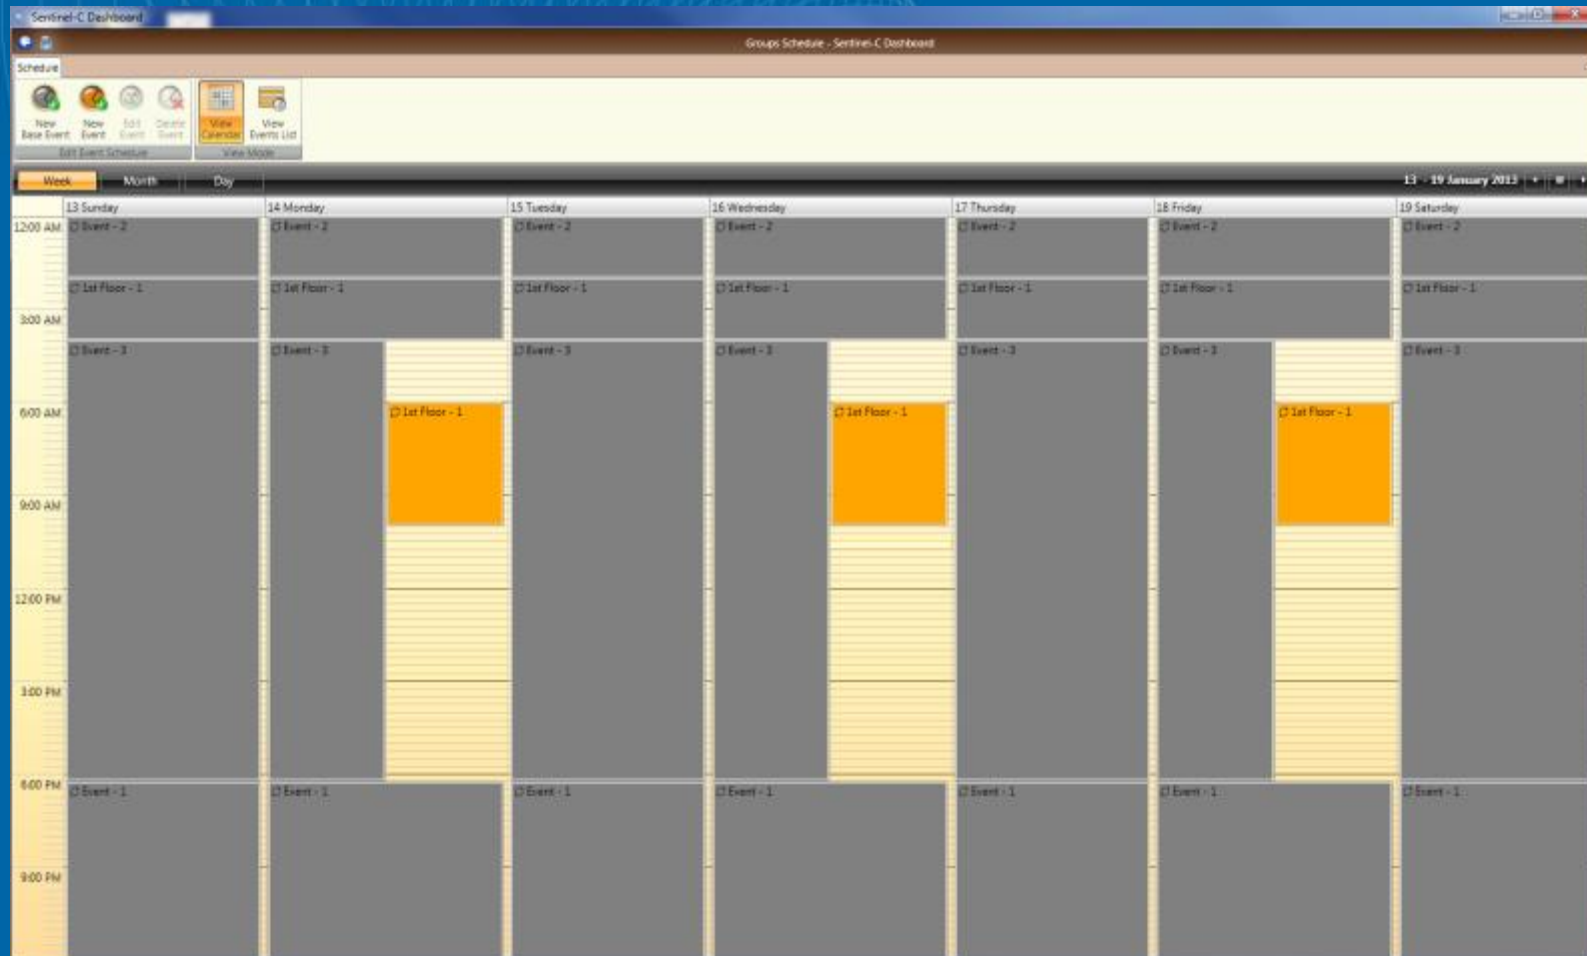 Sentinel-C Dashboard
Groups Schedule - Sentinel-C Dashboard
Schedule
New Base Event
New Event
Edit Event
Delete Event
View Calendar
View Events List
Edit Event Schedule
View Mode
Week Month Day
13 - 19 January 2013
13 Sunday 14 Monday 15 Tuesday 16 Wednesday 17 Thursday 18 Friday 19 Saturday
12:00 AM Event - 2 Event - 2 Event - 2 Event - 2 Event - 2 Event - 2 Event - 2
1st Floor - 1 1st Floor - 1 1st Floor - 1 1st Floor - 1 1st Floor - 1 1st Floor - 1 1st Floor - 1
3:00 AM
Event - 3 Event - 3 Event - 3 Event - 3 Event - 3 Event - 3 Event - 3
6:00 AM 1st Floor - 1 1st Floor - 1 1st Floor - 1
9:00 AM
12:00 PM
3:00 PM
6:00 PM Event - 1 Event - 1 Event - 1 Event - 1 Event - 1 Event - 1 Event - 1
9:00 PM